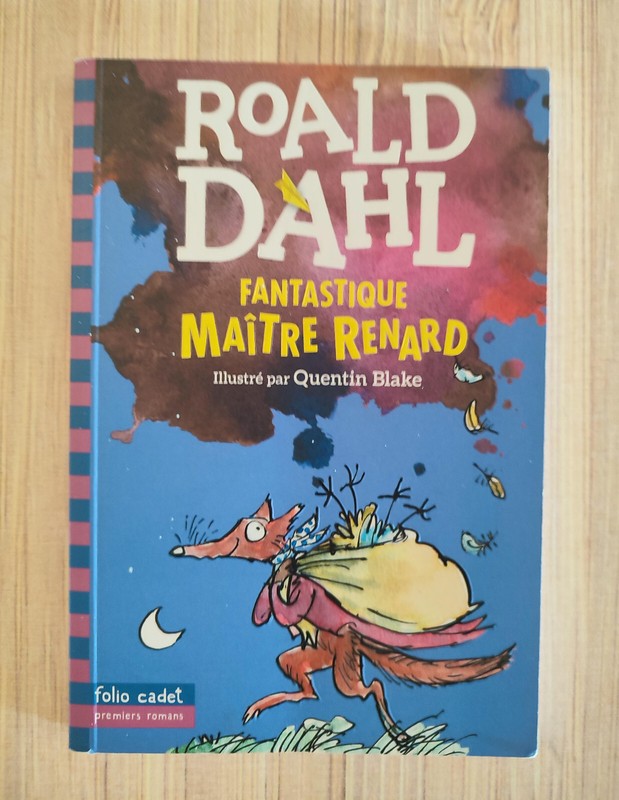 ROALD
DAHL
FANTASTIQUE
MAÎTRE RENARD
Illustré par Quentin Blake
folio cadet
premiers romans